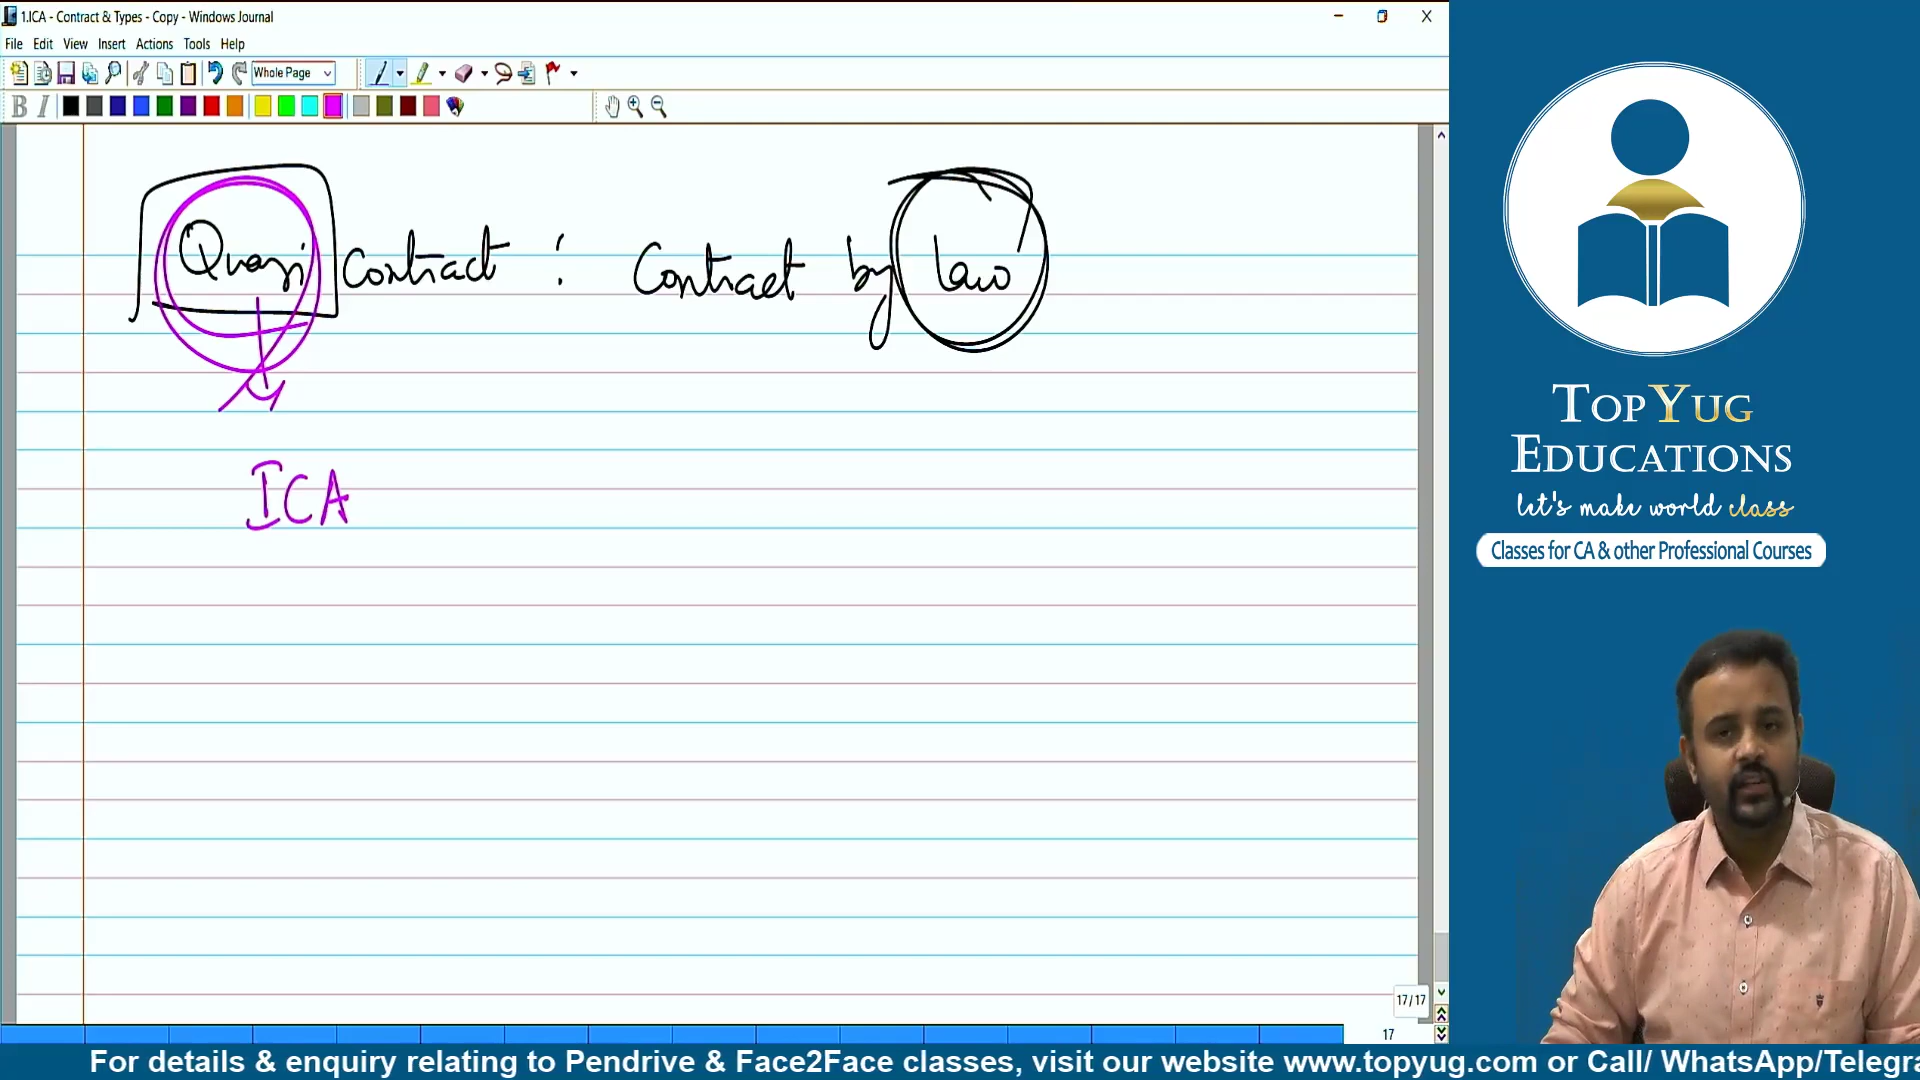 1.ICA - Contract & Types - Copy - Windows Journal
File Edit View Insert Actions Tools Help
Whole Page
B I
Quasi Contract : Contract by law
ICA
17/17
17
TOPYUG
EDUCATIONS
let's make world class
Classes for CA & other Professional Courses
For details & enquiry relating to Pendrive & Face2Face classes, visit our website www.topyug.com or Call/ WhatsApp/Telegra